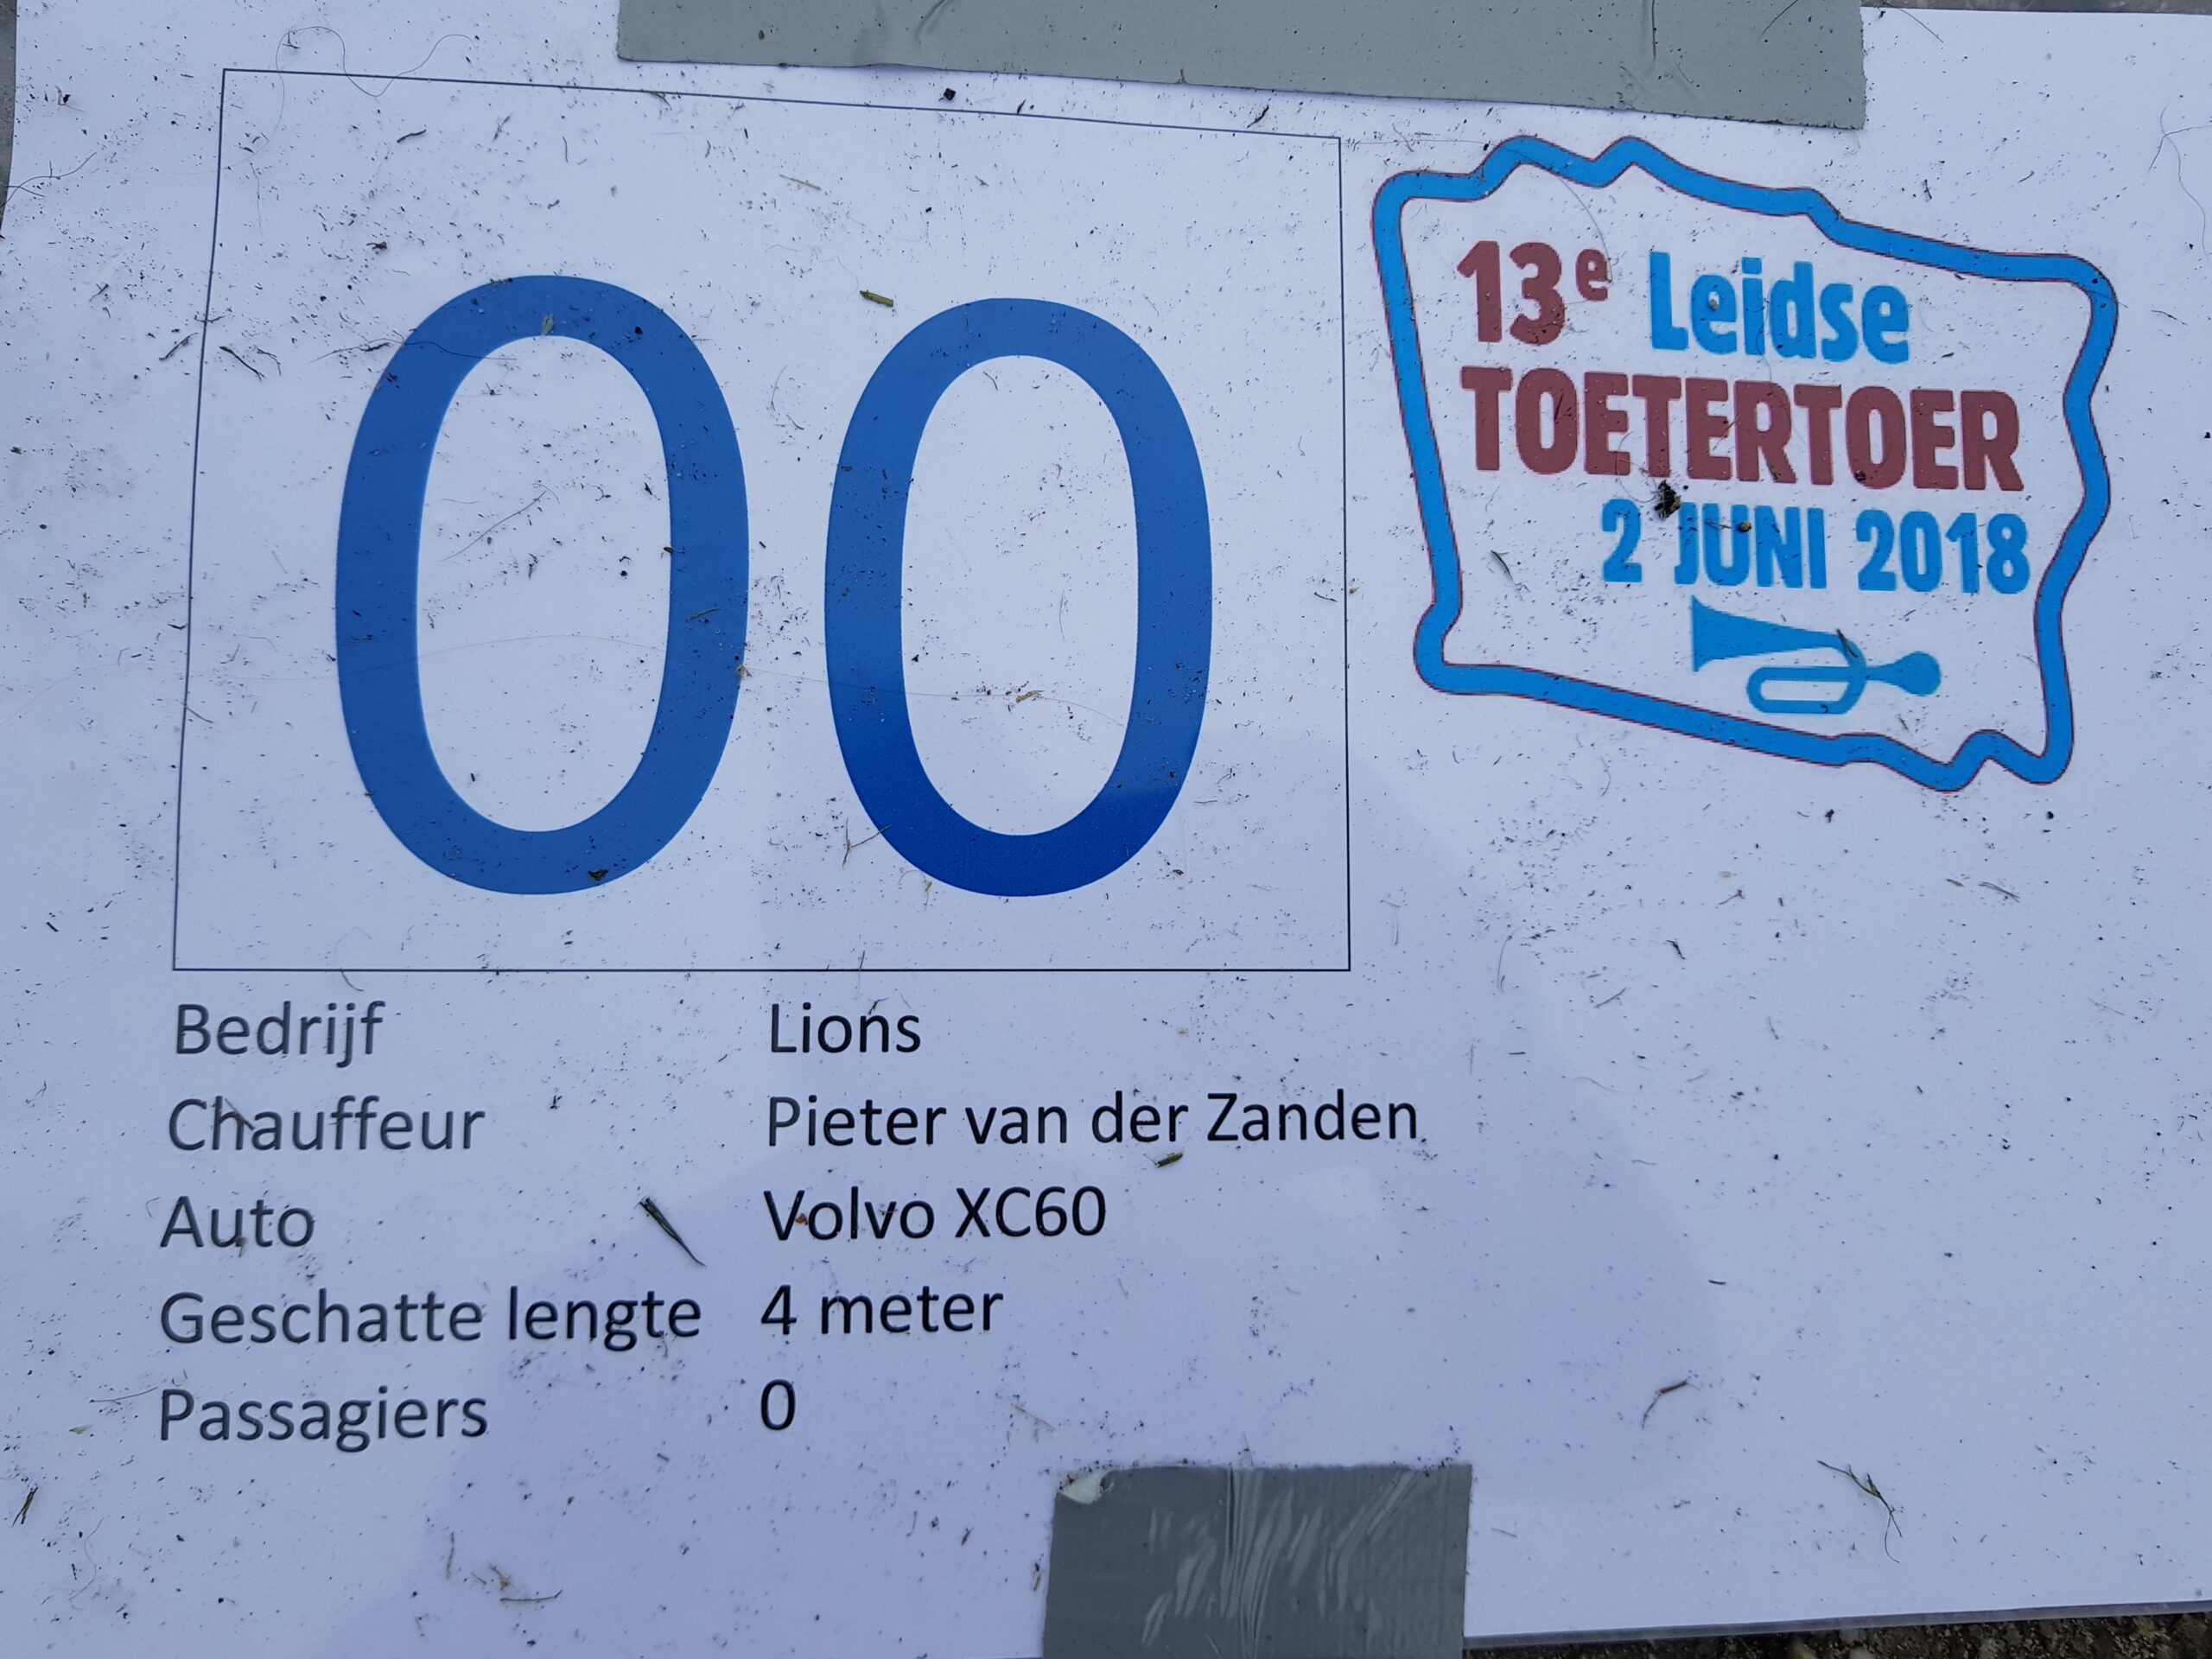 00
13e Leidse
TOETERTOER
2 JUNI 2018
Bedrijf Lions
Chauffeur Pieter van der Zanden
Auto Volvo XC60
Geschatte lengte 4 meter
Passagiers 0